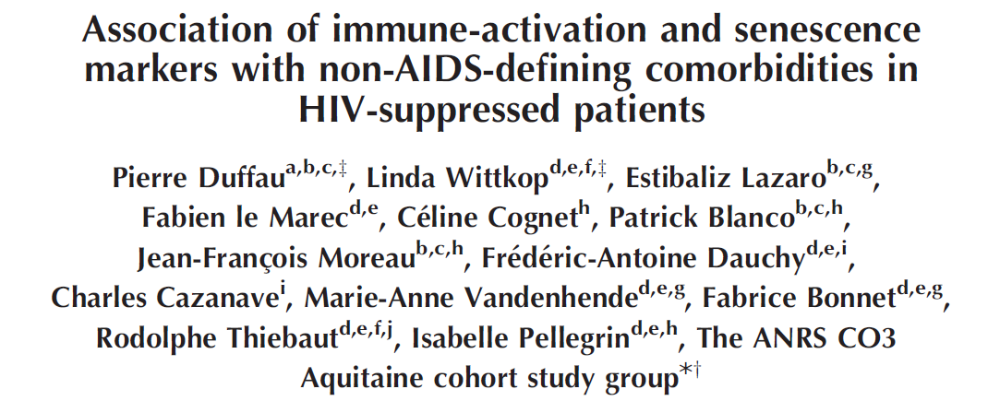 Association of immune-activation and senescence
markers with non-AIDS-defining comorbidities in
HIV-suppressed patients
Pierre Duffau^a,b,c,‡, Linda Wittkop^d,e,f,‡, Estibaliz Lazaro^b,c,g,
Fabien le Marec^d,e, Céline Cognet^h, Patrick Blanco^b,c,h,
Jean-François Moreau^b,c,h, Frédéric-Antoine Dauchy^d,e,i,
Charles Cazanave^i, Marie-Anne Vandenhende^d,e,g, Fabrice Bonnet^d,e,g,
Rodolphe Thiebaut^d,e,f,j, Isabelle Pellegrin^d,e,h, The ANRS CO3
Aquitaine cohort study group*†